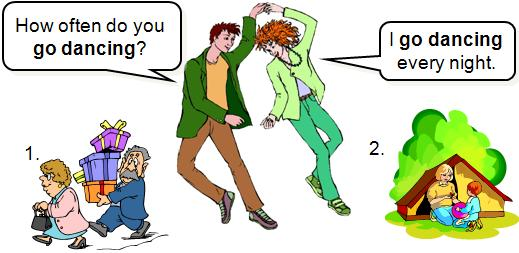 How often do you
go dancing?
I go dancing
every night.
1.
2.